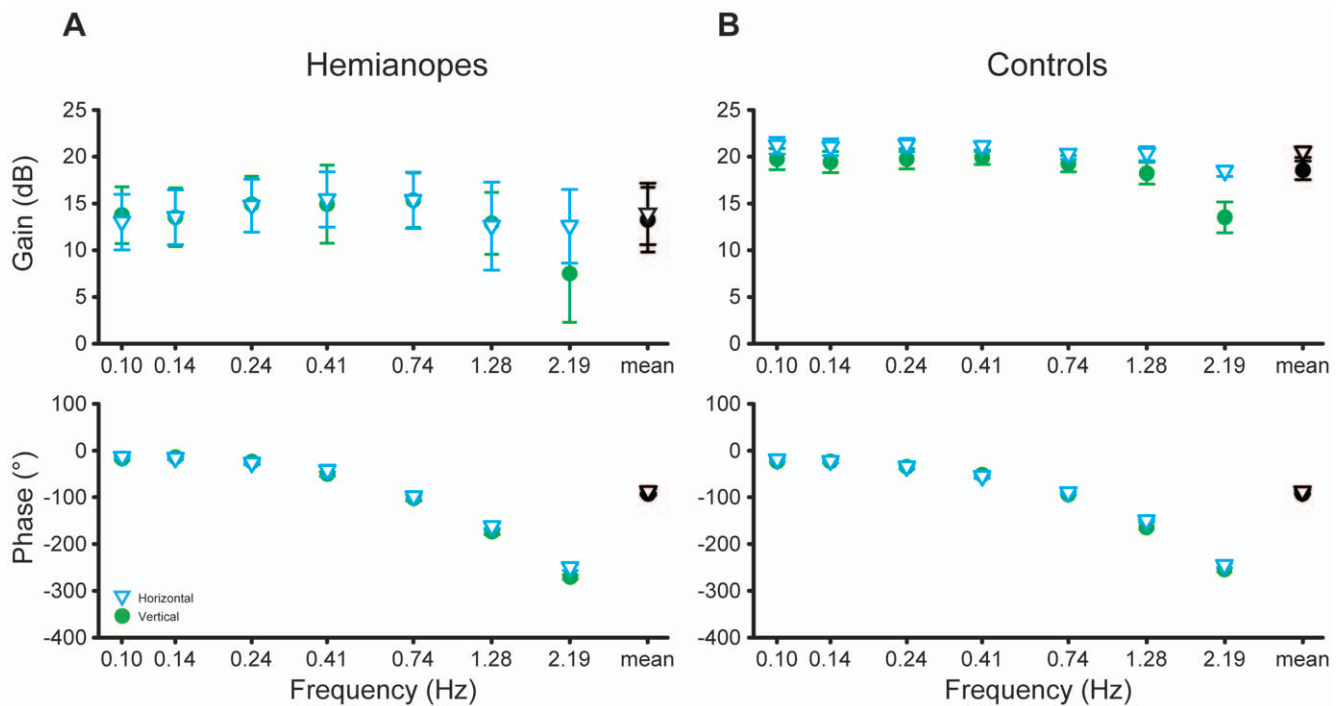 A
B
Hemianopes
Controls
25
20
15
10
5
0
Gain (dB)
0.10 0.14 0.24 0.41 0.74 1.28 2.19 mean
25
20
15
10
5
0
0.10 0.14 0.24 0.41 0.74 1.28 2.19 mean
100
0
-100
-200
-300
-400
Phase (°)
Horizontal
Vertical
0.10 0.14 0.24 0.41 0.74 1.28 2.19 mean
Frequency (Hz)
100
0
-100
-200
-300
-400
0.10 0.14 0.24 0.41 0.74 1.28 2.19 mean
Frequency (Hz)